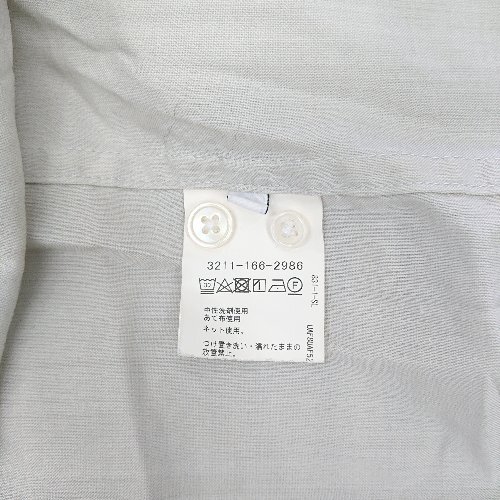 3211-166-2986
中性洗剤使用
あて布使用
ネット使用。
つけ置き洗い・濡れたままの
放置禁止。